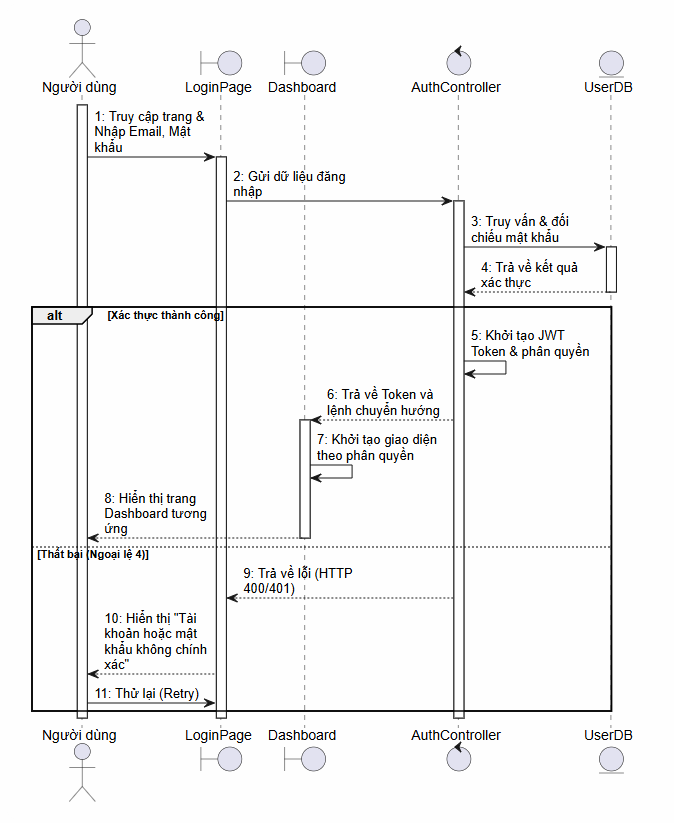 Người dùng
LoginPage
Dashboard
AuthController
UserDB
1: Truy cập trang &
Nhập Email, Mật
khẩu
2: Gửi dữ liệu đăng
nhập
3: Truy vấn & đối
chiếu mật khẩu
4: Trả về kết quả
xác thực
alt
[Xác thực thành công]
5: Khởi tạo JWT
Token & phân quyền
6: Trả về Token và
lệnh chuyển hướng
7: Khởi tạo giao diện
theo phân quyền
8: Hiển thị trang
Dashboard tương
ứng
[Thất bại (Ngoại lệ 4)]
9: Trả về lỗi (HTTP
400/401)
10: Hiển thị "Tài
khoản hoặc mật
khẩu không chính
xác"
11: Thử lại (Retry)
Người dùng
LoginPage
Dashboard
AuthController
UserDB